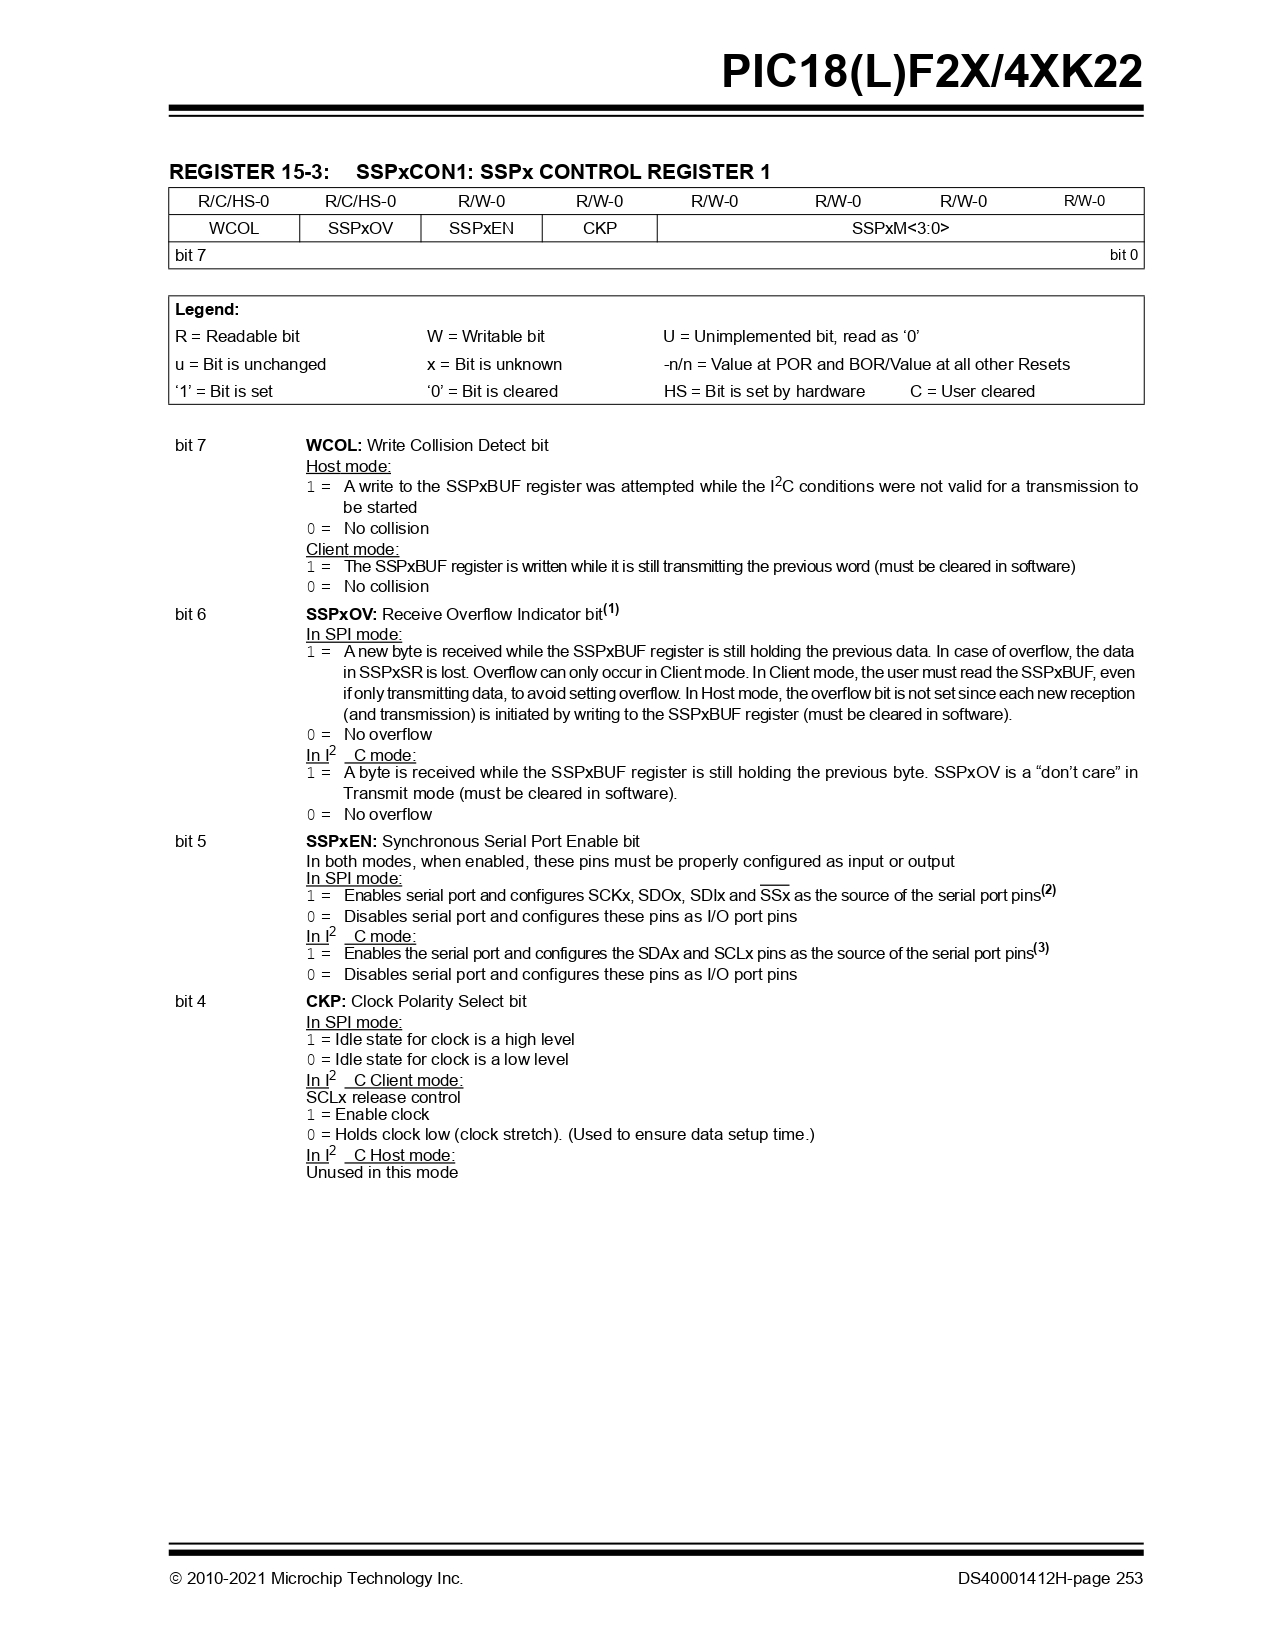 PIC18(L)F2X/4XK22
REGISTER 15-3: SSPxCON1: SSPx CONTROL REGISTER 1
R/C/HS-0 R/C/HS-0 R/W-0 R/W-0 R/W-0 R/W-0 R/W-0 R/W-0
WCOL SSPxOV SSPxEN CKP SSPxM<3:0>
bit 7 bit 0
Legend:
R = Readable bit W = Writable bit U = Unimplemented bit, read as ‘0’
u = Bit is unchanged x = Bit is unknown -n/n = Value at POR and BOR/Value at all other Resets
‘1’ = Bit is set ‘0’ = Bit is cleared HS = Bit is set by hardware C = User cleared
bit 7 WCOL: Write Collision Detect bit
Host mode:
1 = A write to the SSPxBUF register was attempted while the I2C conditions were not valid for a transmission to
be started
0 = No collision
Client mode:
1 = The SSPxBUF register is written while it is still transmitting the previous word (must be cleared in software)
0 = No collision
bit 6 SSPxOV: Receive Overflow Indicator bit(1)
In SPI mode:
1 = A new byte is received while the SSPxBUF register is still holding the previous data. In case of overflow, the data
in SSPxSR is lost. Overflow can only occur in Client mode. In Client mode, the user must read the SSPxBUF, even
if only transmitting data, to avoid setting overflow. In Host mode, the overflow bit is not set since each new reception
(and transmission) is initiated by writing to the SSPxBUF register (must be cleared in software).
0 = No overflow
In I2 C mode:
1 = A byte is received while the SSPxBUF register is still holding the previous byte. SSPxOV is a “don’t care” in
Transmit mode (must be cleared in software).
0 = No overflow
bit 5 SSPxEN: Synchronous Serial Port Enable bit
In both modes, when enabled, these pins must be properly configured as input or output
In SPI mode:
1 = Enables serial port and configures SCKx, SDOx, SDIx and SSx as the source of the serial port pins(2)
0 = Disables serial port and configures these pins as I/O port pins
In I2 C mode:
1 = Enables the serial port and configures the SDAx and SCLx pins as the source of the serial port pins(3)
0 = Disables serial port and configures these pins as I/O port pins
bit 4 CKP: Clock Polarity Select bit
In SPI mode:
1 = Idle state for clock is a high level
0 = Idle state for clock is a low level
In I2 C Client mode:
SCLx release control
1 = Enable clock
0 = Holds clock low (clock stretch). (Used to ensure data setup time.)
In I2 C Host mode:
Unused in this mode
© 2010-2021 Microchip Technology Inc. DS40001412H-page 253